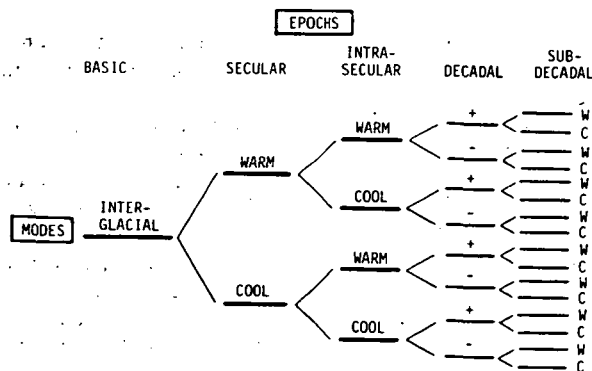 EPOCHS
BASIC
SECULAR
INTRA-
SECULAR
DECADAL
SUB-
DECADAL
MODES
INTER-
GLACIAL
WARM
COOL
WARM
COOL
WARM
COOL
+
-
+
-
+
-
+
-
W
C
W
C
W
C
W
C
W
C
W
C
W
C
W
C